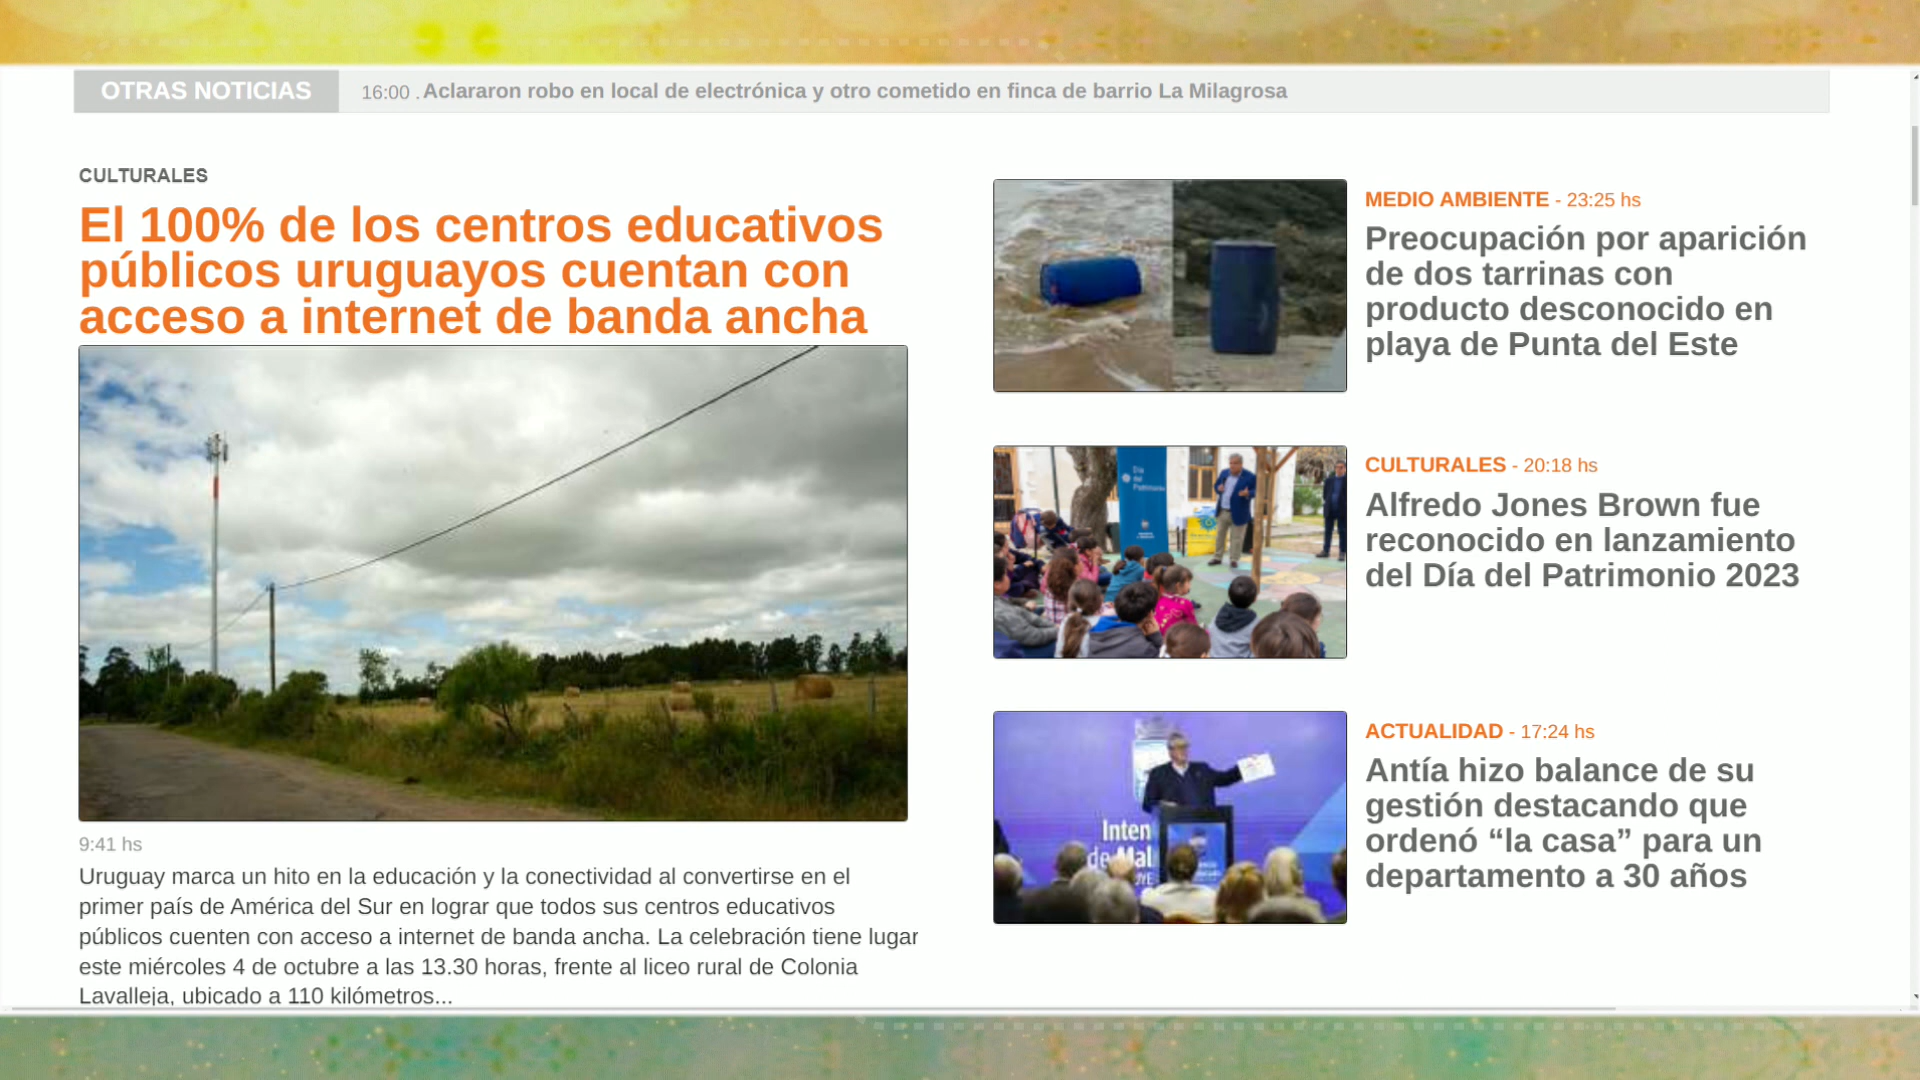 OTRAS NOTICIAS
16:00 . Aclararon robo en local de electrónica y otro cometido en finca de barrio La Milagrosa
CULTURALES
El 100% de los centros educativos
públicos uruguayos cuentan con
acceso a internet de banda ancha
9:41 hs
Uruguay marca un hito en la educación y la conectividad al convertirse en el
primer país de América del Sur en lograr que todos sus centros educativos
públicos cuenten con acceso a internet de banda ancha. La celebración tiene lugar
este miércoles 4 de octubre a las 13.30 horas, frente al liceo rural de Colonia
Lavalleja, ubicado a 110 kilómetros...
MEDIO AMBIENTE - 23:25 hs
Preocupación por aparición
de dos tarrinas con
producto desconocido en
playa de Punta del Este
Día
del
Patrimonio
CULTURALES - 20:18 hs
Alfredo Jones Brown fue
reconocido en lanzamiento
del Día del Patrimonio 2023
Inten
de Mal
ACTUALIDAD - 17:24 hs
Antía hizo balance de su
gestión destacando que
ordenó “la casa” para un
departamento a 30 años